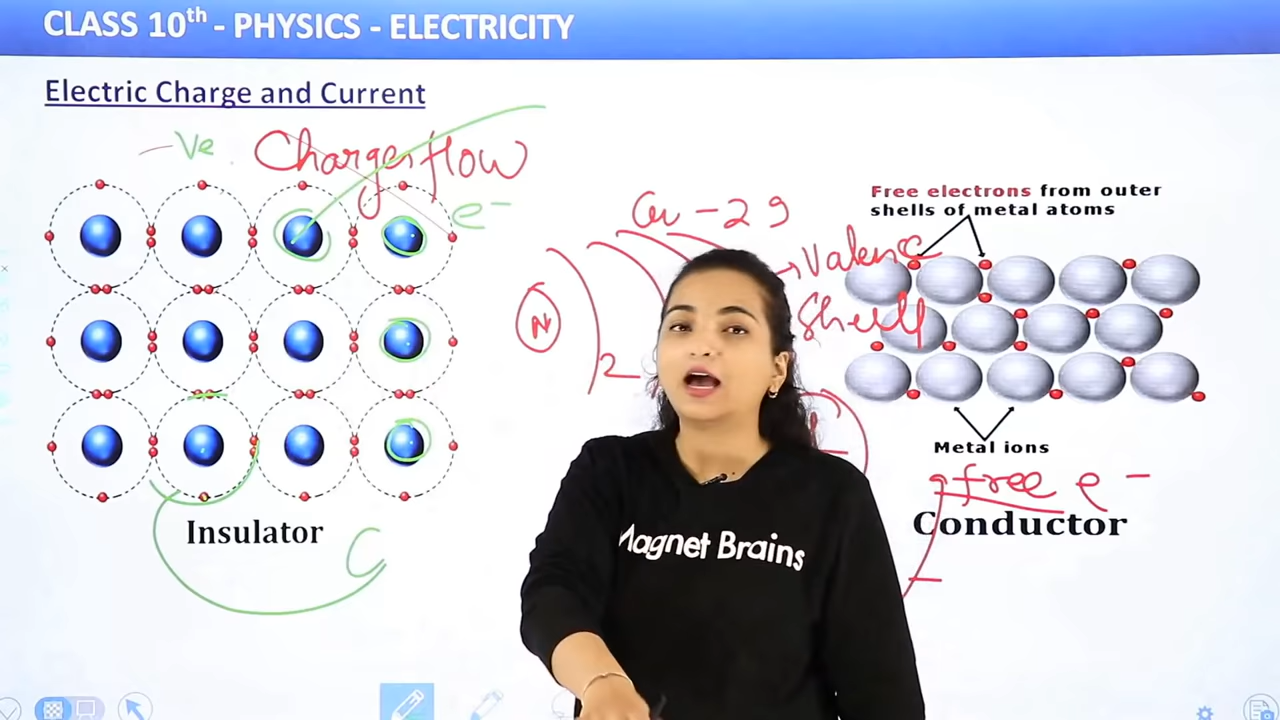 CLASS 10th - PHYSICS - ELECTRICITY
Electric Charge and Current
-Ve.
Charges flow
e-
Cu - 29
Valence
Shell
N
2
Free electrons from outer
shells of metal atoms
Metal ions
free e-
Insulator
C
Conductor
Magnet Brains